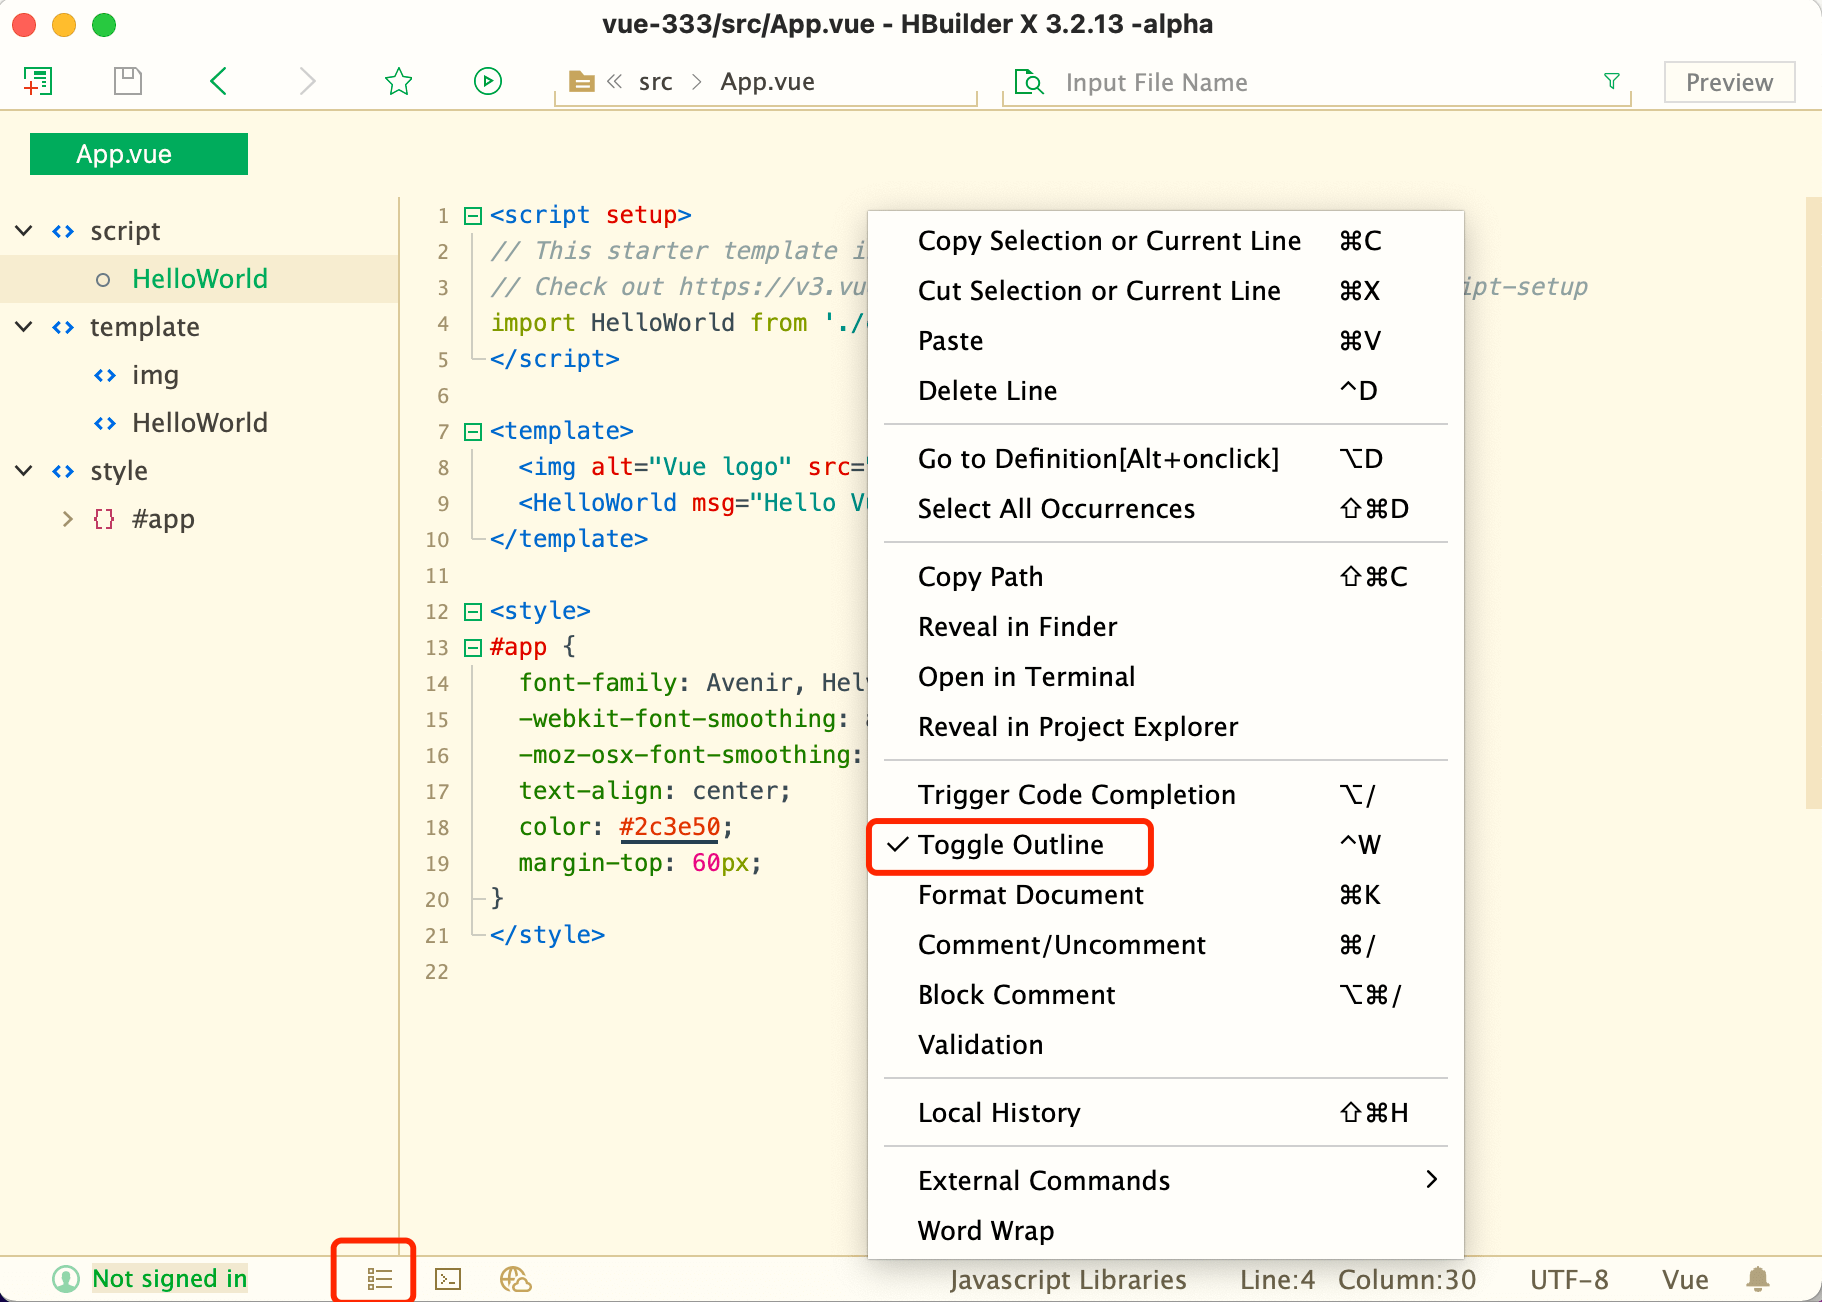 vue-333/src/App.vue - HBuilder X 3.2.13 -alpha
src App.vue
Input File Name
Preview
App.vue
script
HelloWorld
template
img
HelloWorld
style
{} #app
1 <script setup>
2 // This starter template i
3 // Check out https://v3.vu ipt-setup
4 import HelloWorld from './
5 </script>
6
7 <template>
8 <img alt="Vue logo" src=
9 <HelloWorld msg="Hello V
10 </template>
11
12 <style>
13 #app {
14 font-family: Avenir, Hel
15 -webkit-font-smoothing:
16 -moz-osx-font-smoothing:
17 text-align: center;
18 color: #2c3e50;
19 margin-top: 60px;
20 }
21 </style>
22
Copy Selection or Current Line ⌘C
Cut Selection or Current Line ⌘X
Paste ⌘V
Delete Line ^D
Go to Definition[Alt+onclick] ⌥D
Select All Occurrences ⇧⌘D
Copy Path ⇧⌘C
Reveal in Finder
Open in Terminal
Reveal in Project Explorer
Trigger Code Completion ⌥/
✓ Toggle Outline ^W
Format Document ⌘K
Comment/Uncomment ⌘/
Block Comment ⌥⌘/
Validation
Local History ⇧⌘H
External Commands
Word Wrap
Not signed in
Javascript Libraries Line:4 Column:30 UTF-8 Vue